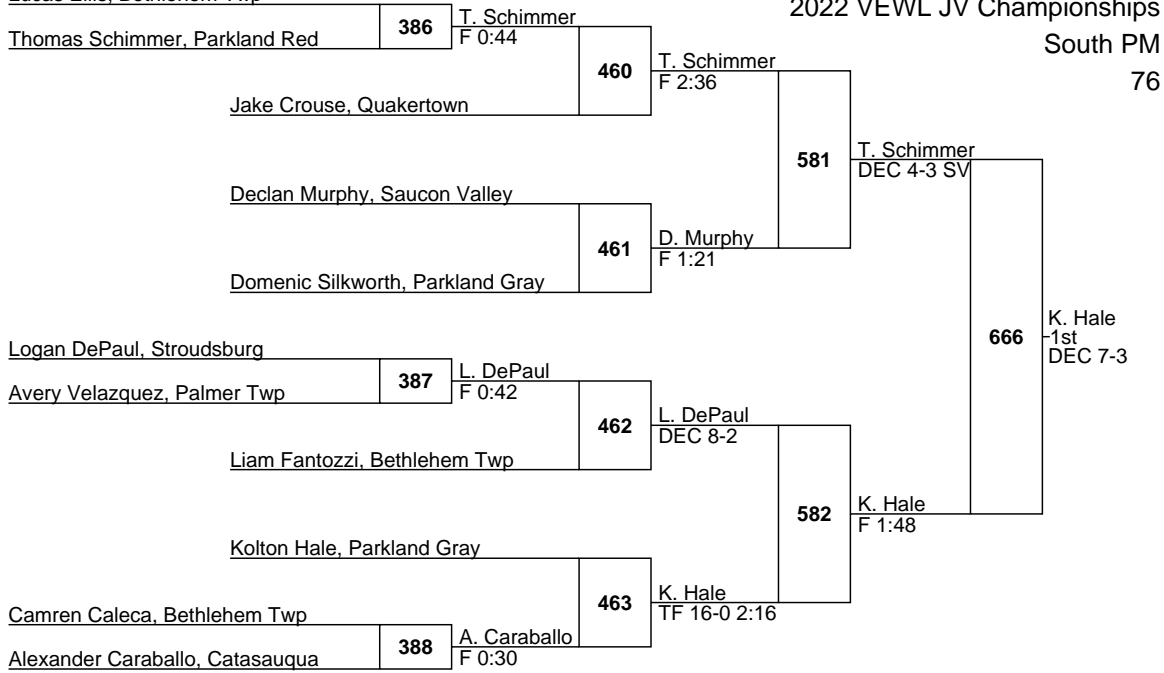 2022 VEWL JV Championships
South PM
76
Thomas Schimmer, Parkland Red
386
T. Schimmer
F 0:44
Jake Crouse, Quakertown
460
T. Schimmer
F 2:36
Declan Murphy, Saucon Valley
Domenic Silkworth, Parkland Gray
461
D. Murphy
F 1:21
581
T. Schimmer
DEC 4-3 SV
Logan DePaul, Stroudsburg
Avery Velazquez, Palmer Twp
387
L. DePaul
F 0:42
Liam Fantozzi, Bethlehem Twp
462
L. DePaul
DEC 8-2
Kolton Hale, Parkland Gray
Camren Caleca, Bethlehem Twp
Alexander Caraballo, Catasauqua
388
A. Caraballo
F 0:30
463
K. Hale
TF 16-0 2:16
582
K. Hale
F 1:48
666
K. Hale
1st
DEC 7-3